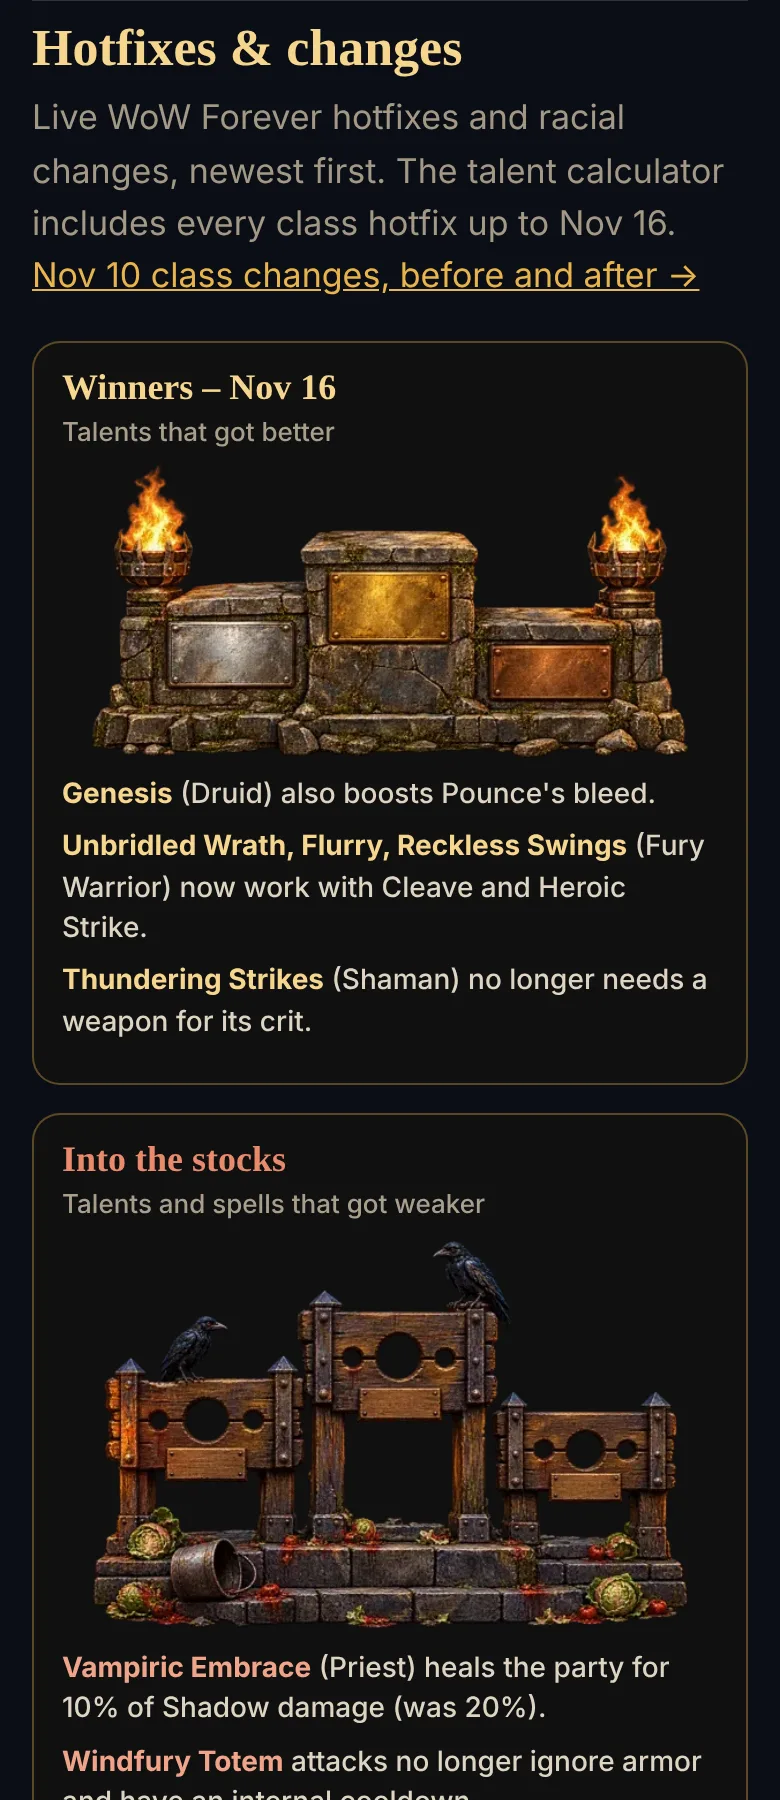 Hotfixes & changes
Live WoW Forever hotfixes and racial
changes, newest first. The talent calculator
includes every class hotfix up to Nov 16.
Nov 10 class changes, before and after →
Winners – Nov 16
Talents that got better
Genesis (Druid) also boosts Pounce's bleed.
Unbridled Wrath, Flurry, Reckless Swings (Fury
Warrior) now work with Cleave and Heroic
Strike.
Thundering Strikes (Shaman) no longer needs a
weapon for its crit.
Into the stocks
Talents and spells that got weaker
Vampiric Embrace (Priest) heals the party for
10% of Shadow damage (was 20%).
Windfury Totem attacks no longer ignore armor
and have an internal cooldown.